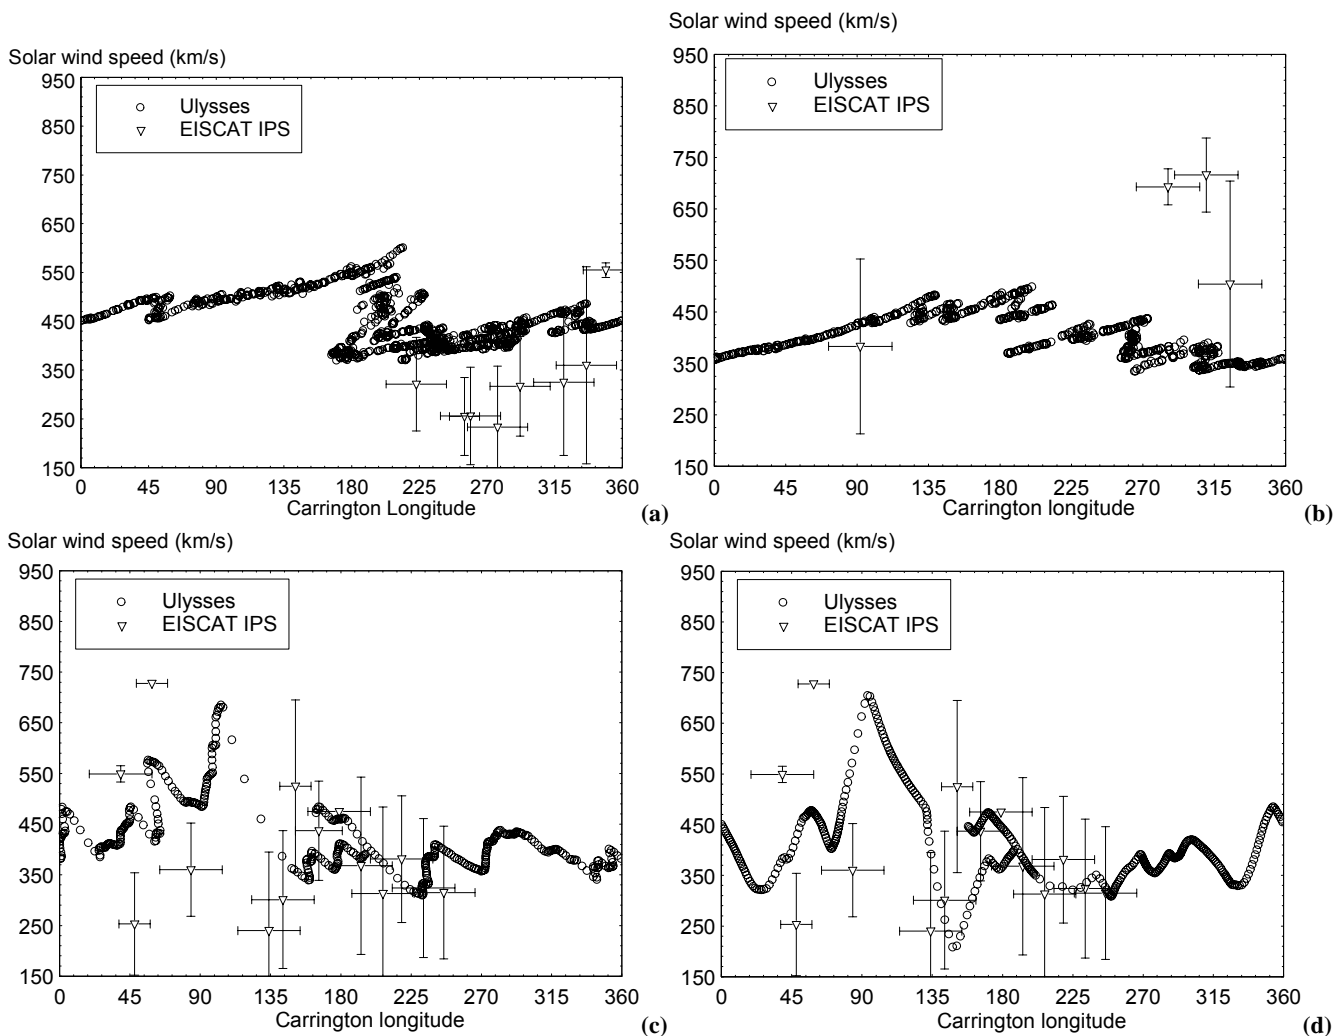 Solar wind speed (km/s)
950
850
750
650
550
450
350
250
150
Ulysses
EISCAT IPS
0 45 90 135 180 225 270 315 360
Carrington Longitude
(a)
Solar wind speed (km/s)
950
850
750
650
550
450
350
250
150
Ulysses
EISCAT IPS
0 45 90 135 180 225 270 315 360
Carrington longitude
(b)
Solar wind speed (km/s)
950
850
750
650
550
450
350
250
150
Ulysses
EISCAT IPS
0 45 90 135 180 225 270 315 360
Carrington longitude
(c)
Solar wind speed (km/s)
950
850
750
650
550
450
350
250
150
Ulysses
EISCAT IPS
0 45 90 135 180 225 270 315 360
Carrington longitude
(d)